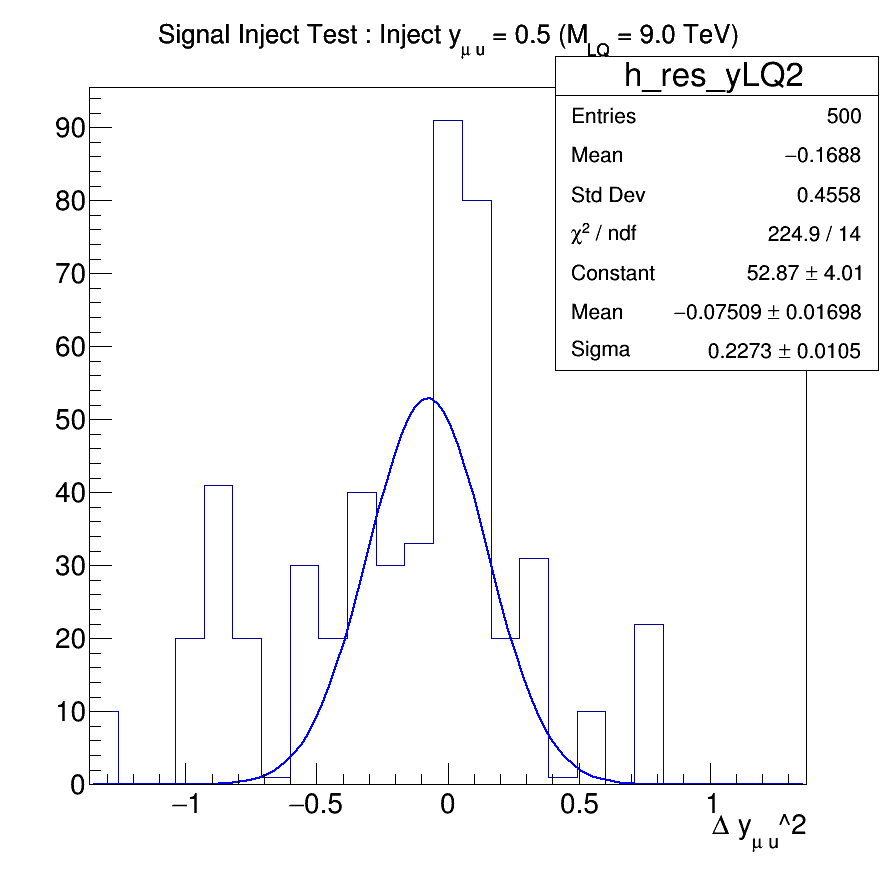 Signal Inject Test : Inject y_μ u = 0.5 (M_LQ = 9.0 TeV)
h_res_yLQ2
Entries 500
Mean −0.1688
Std Dev 0.4558
χ² / ndf 224.9 / 14
Constant 52.87 ± 4.01
Mean −0.07509 ± 0.01698
Sigma 0.2273 ± 0.0105
90
80
70
60
50
40
30
20
10
0
−1 −0.5 0 0.5 1
Δ y_μ u^2